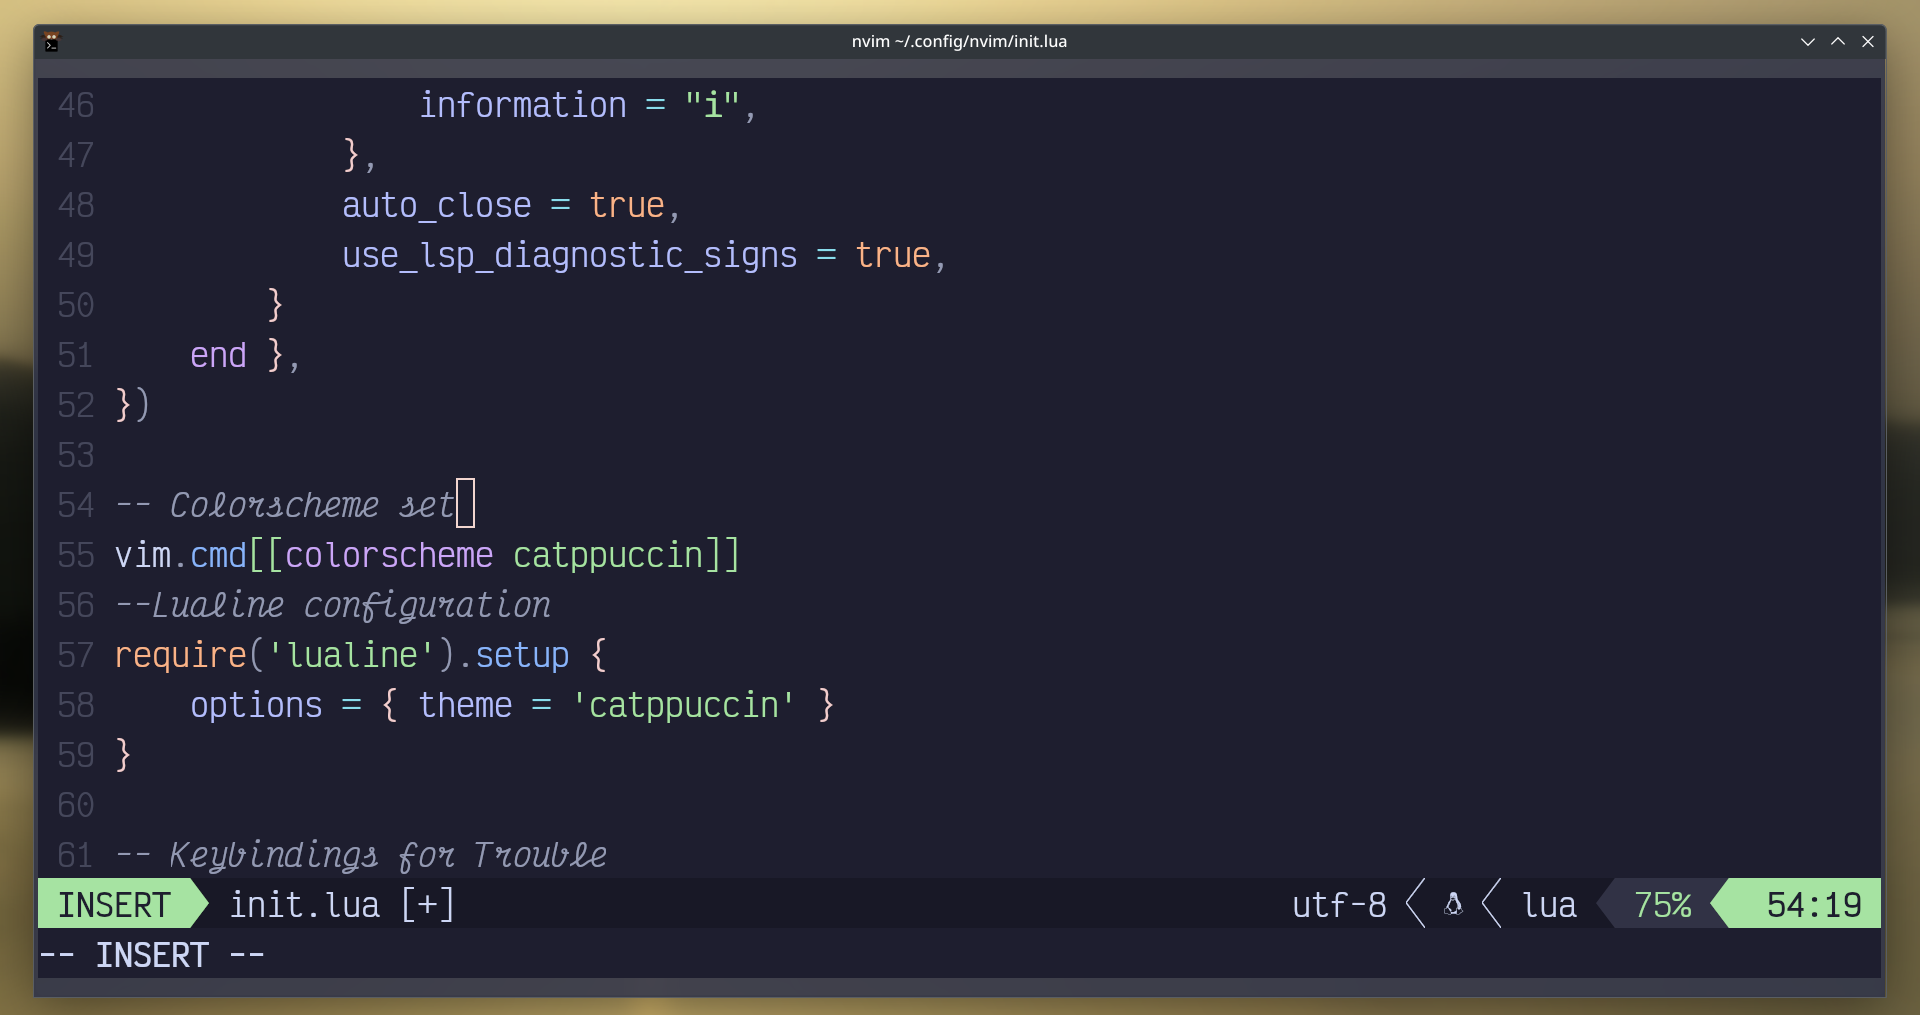 nvim ~/.config/nvim/init.lua
46                 information = "i",
47             },
48             auto_close = true,
49             use_lsp_diagnostic_signs = true,
50         }
51     end },
52 })
53
54 -- Colorscheme set
55 vim.cmd[[colorscheme catppuccin]]
56 --Lualine configuration
57 require('lualine').setup {
58     options = { theme = 'catppuccin' }
59 }
60
61 -- Keybindings for Trouble
INSERT init.lua [+] utf-8 lua 75% 54:19
-- INSERT --